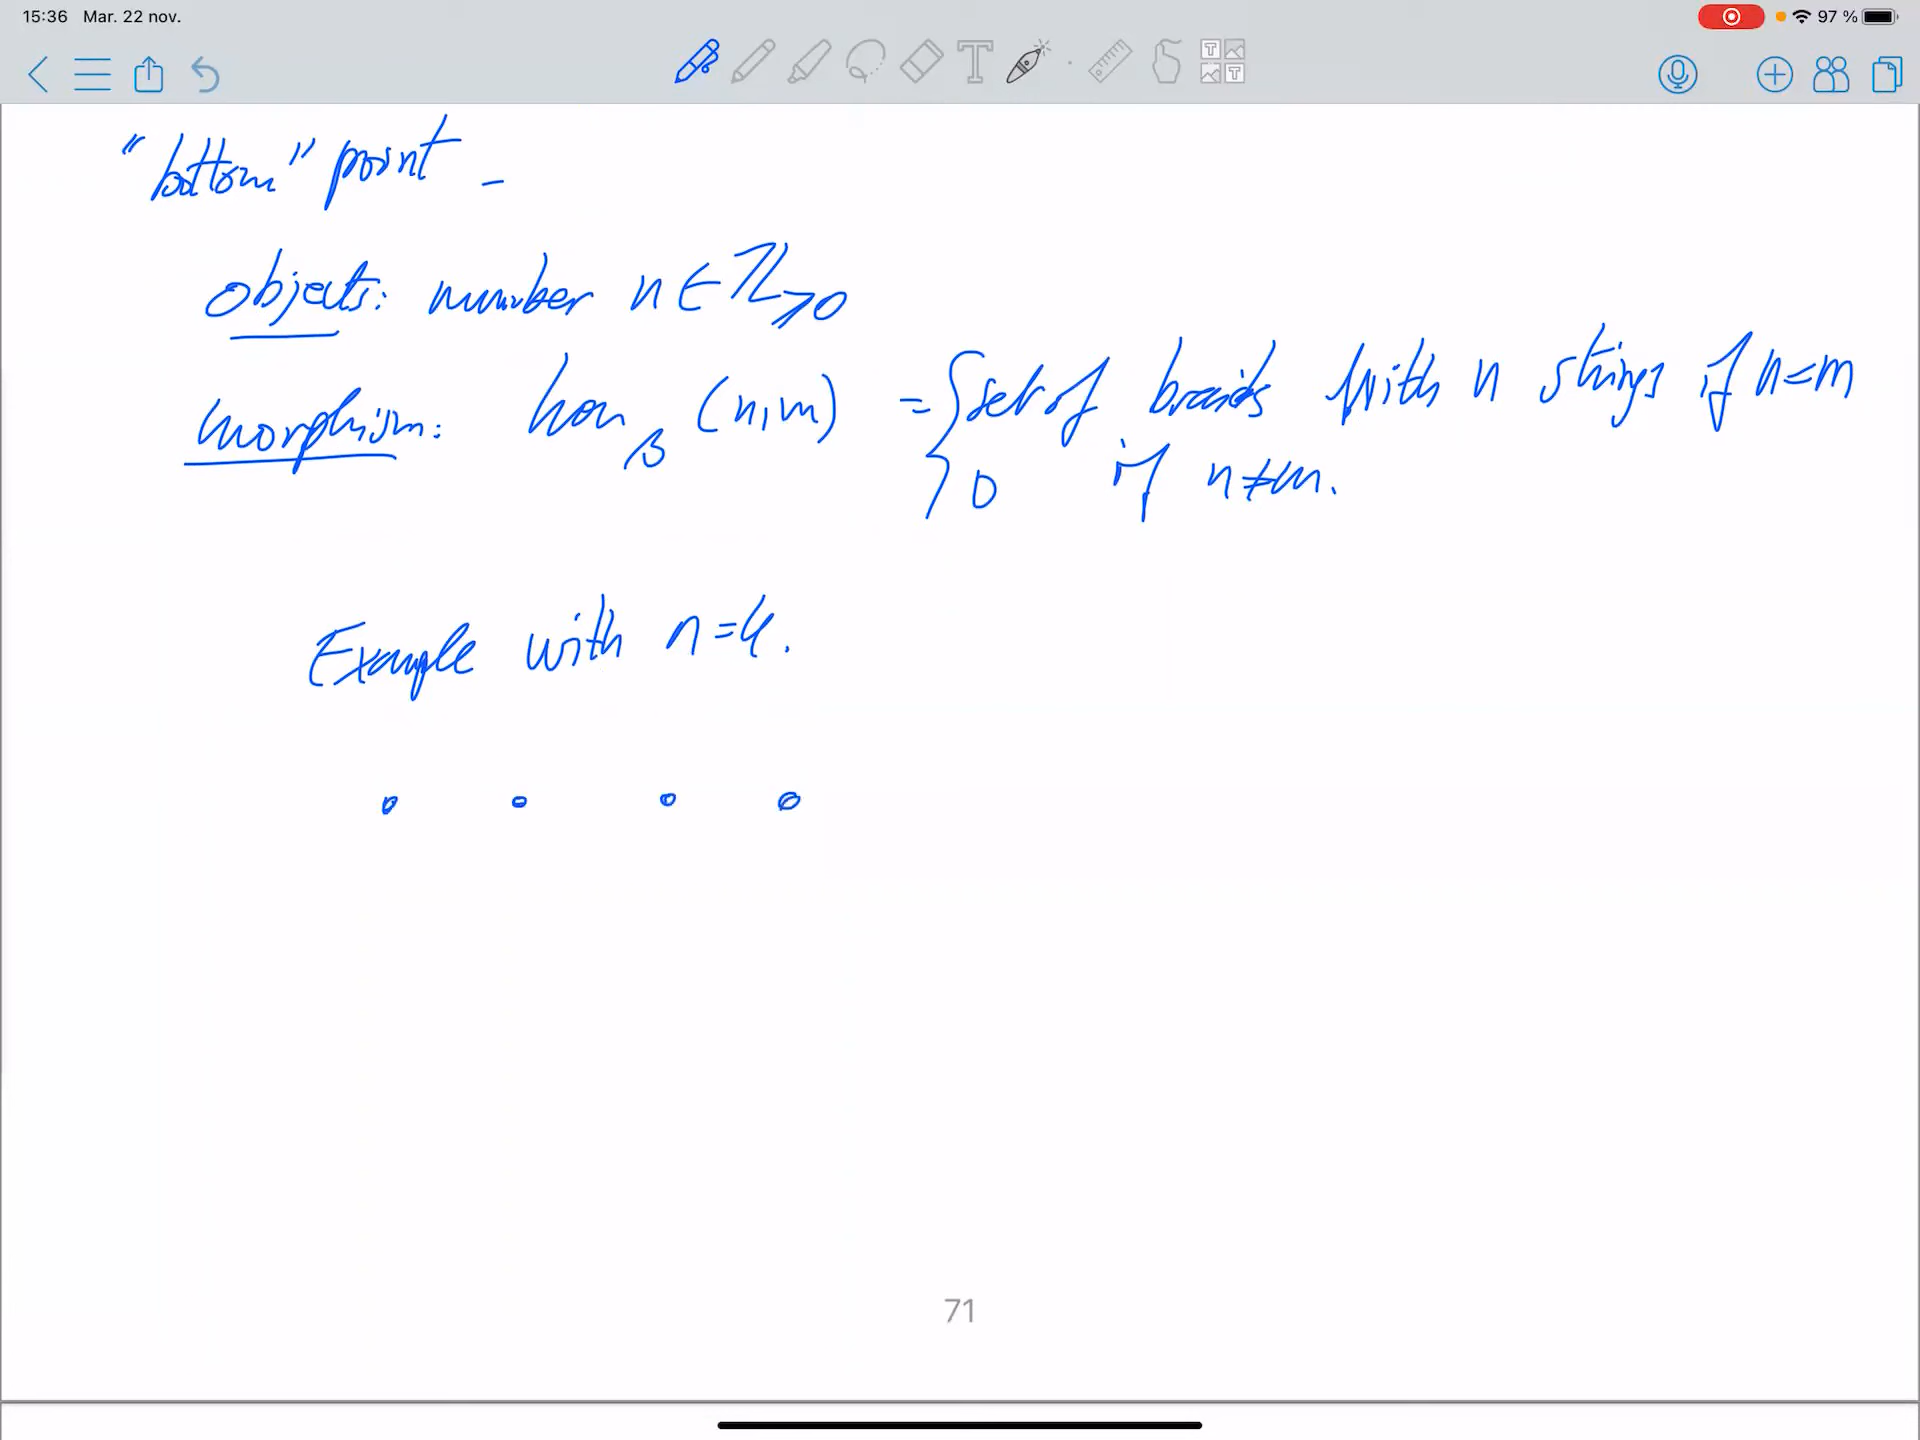 15:36 Mar. 22 nov. 97 %
"bottom" point -
objects: number n ∈ ℤ≥0
morphism: hom_β (n,m) = { set of braids with n strings if n=m
0 if n≠m.
Example with n=4.
71